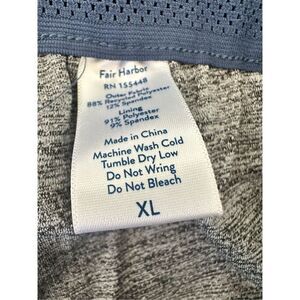 Fair Harbor
RN 155448
Outer Fabric
88% Recycled Polyester
12% Spandex
Lining
91% Polyester
9% Spandex
Made in China
Machine Wash Cold
Tumble Dry Low
Do Not Wring
Do Not Bleach
XL